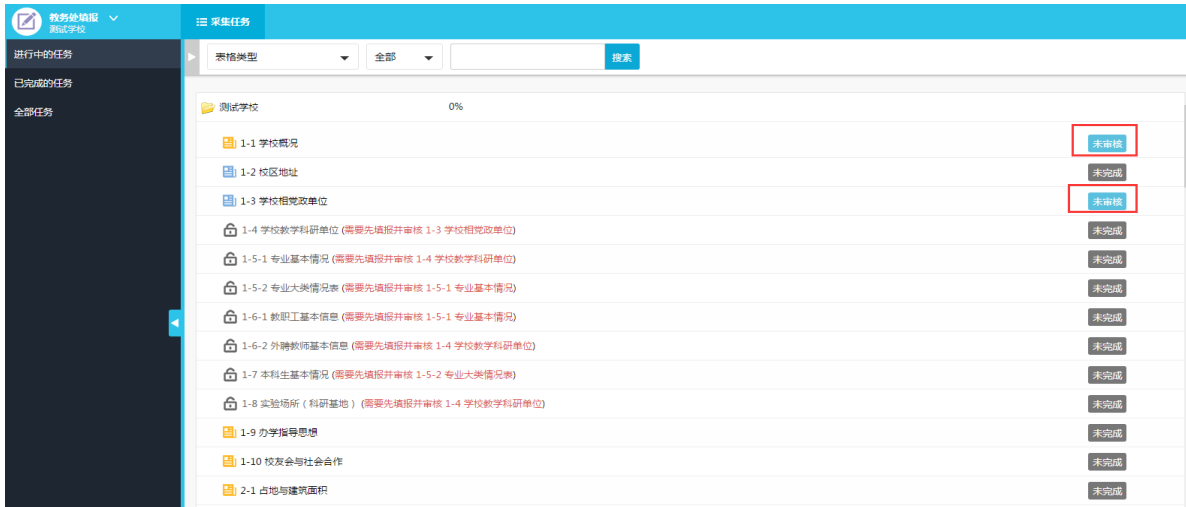 教务处填报
测试学校
采集任务
进行中的任务
已完成的任务
全部任务
表格类型 全部 搜索
测试学校 0%
1-1 学校概况 未审核
1-2 校区地址 未完成
1-3 学校相党政单位 未审核
1-4 学校教学科研单位 (需要先填报并审核 1-3 学校相党政单位) 未完成
1-5-1 专业基本情况 (需要先填报并审核 1-4 学校教学科研单位) 未完成
1-5-2 专业大类情况表 (需要先填报并审核 1-5-1 专业基本情况) 未完成
1-6-1 教职工基本信息 (需要先填报并审核 1-5-1 专业基本情况) 未完成
1-6-2 外聘教师基本信息 (需要先填报并审核 1-4 学校教学科研单位) 未完成
1-7 本科生基本情况 (需要先填报并审核 1-5-2 专业大类情况表) 未完成
1-8 实验场所（科研基地） (需要先填报并审核 1-4 学校教学科研单位) 未完成
1-9 办学指导思想 未完成
1-10 校友会与社会合作 未完成
2-1 占地与建筑面积 未完成